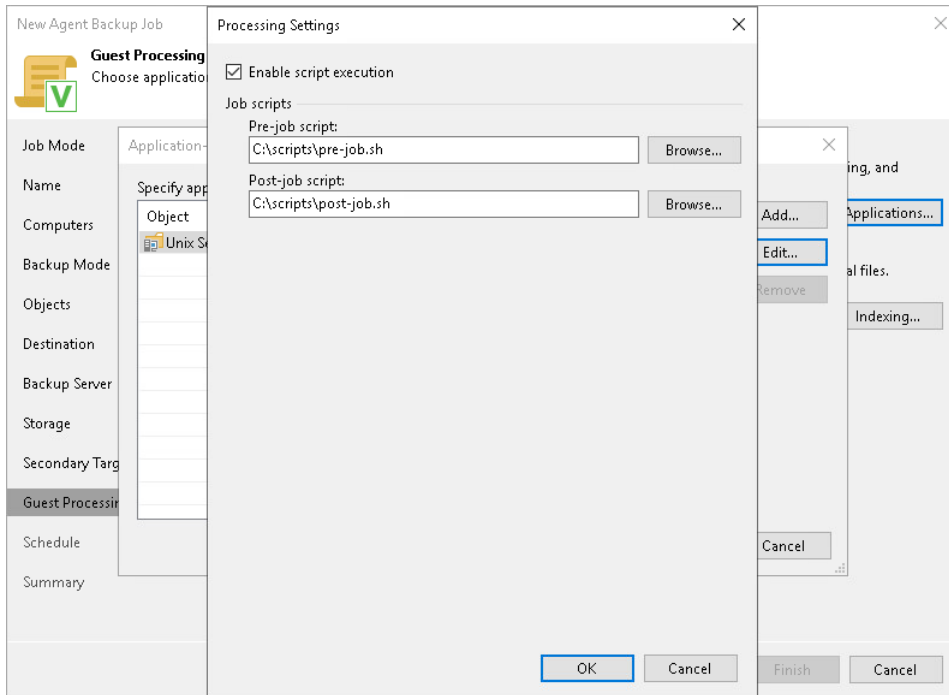 New Agent Backup Job
Processing Settings
Guest Processing
Choose
Enable script execution
Job scripts
Pre-job script:
C:\scripts\pre-job.sh
Browse...
Post-job script:
C:\scripts\post-job.sh
Browse...
Job Mode
Name
Computers
Backup Mode
Objects
Destination
Backup Server
Storage
Secondary Targ
Guest Processin
Schedule
Summary
Application-
Specify app
Object
Unix Se
ing, and
Add...
Applications...
Edit...
al files.
Remove
Indexing...
Cancel
OK
Cancel
Finish
Cancel